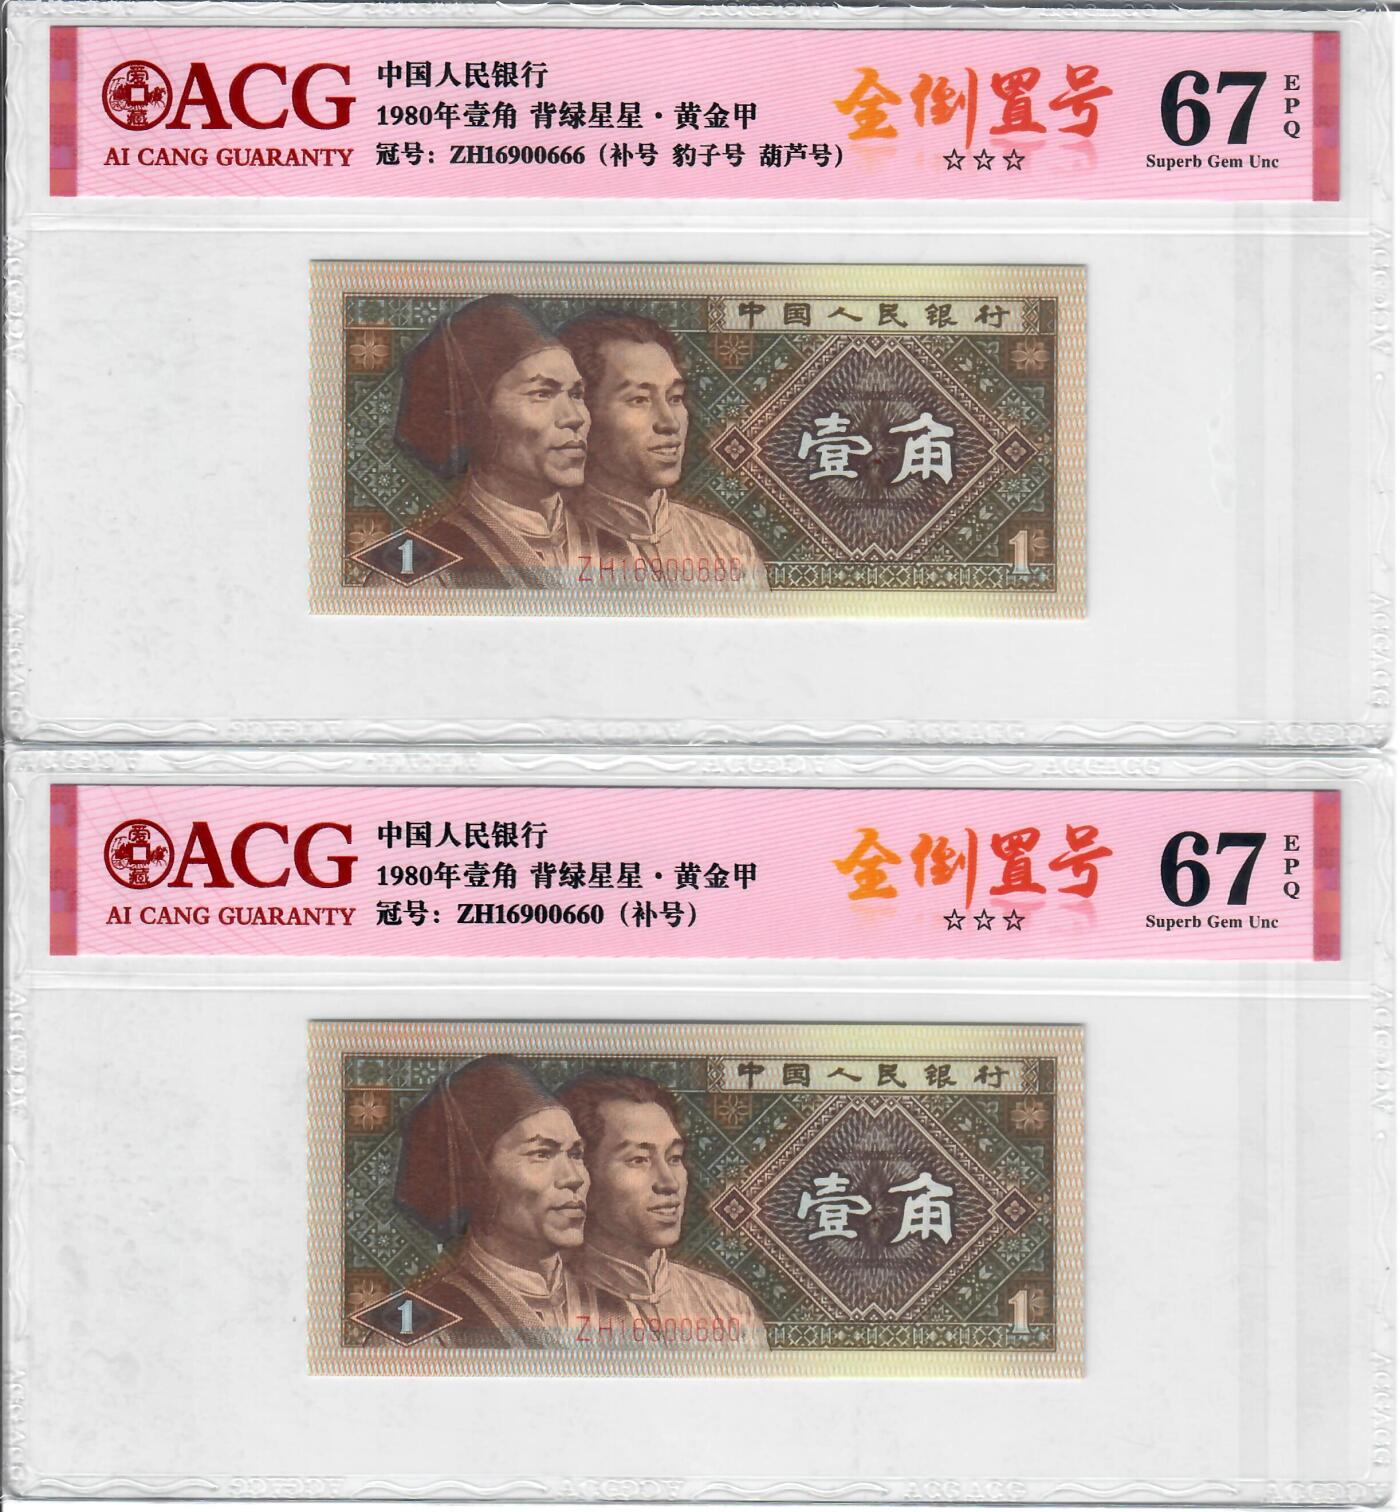 ACG
AI CANG GUARANTY
中国人民银行
1980年壹角 背绿星星·黄金甲
冠号：ZH16900666（补号 豹子号 葫芦号）
全倒置号
☆☆☆
67
EPQ
Superb Gem Unc
中国人民银行
壹角
1
ZH16900666
1
ACG
AI CANG GUARANTY
中国人民银行
1980年壹角 背绿星星·黄金甲
冠号：ZH16900660（补号）
全倒置号
☆☆☆
67
EPQ
Superb Gem Unc
中国人民银行
壹角
1
ZH16900660
1